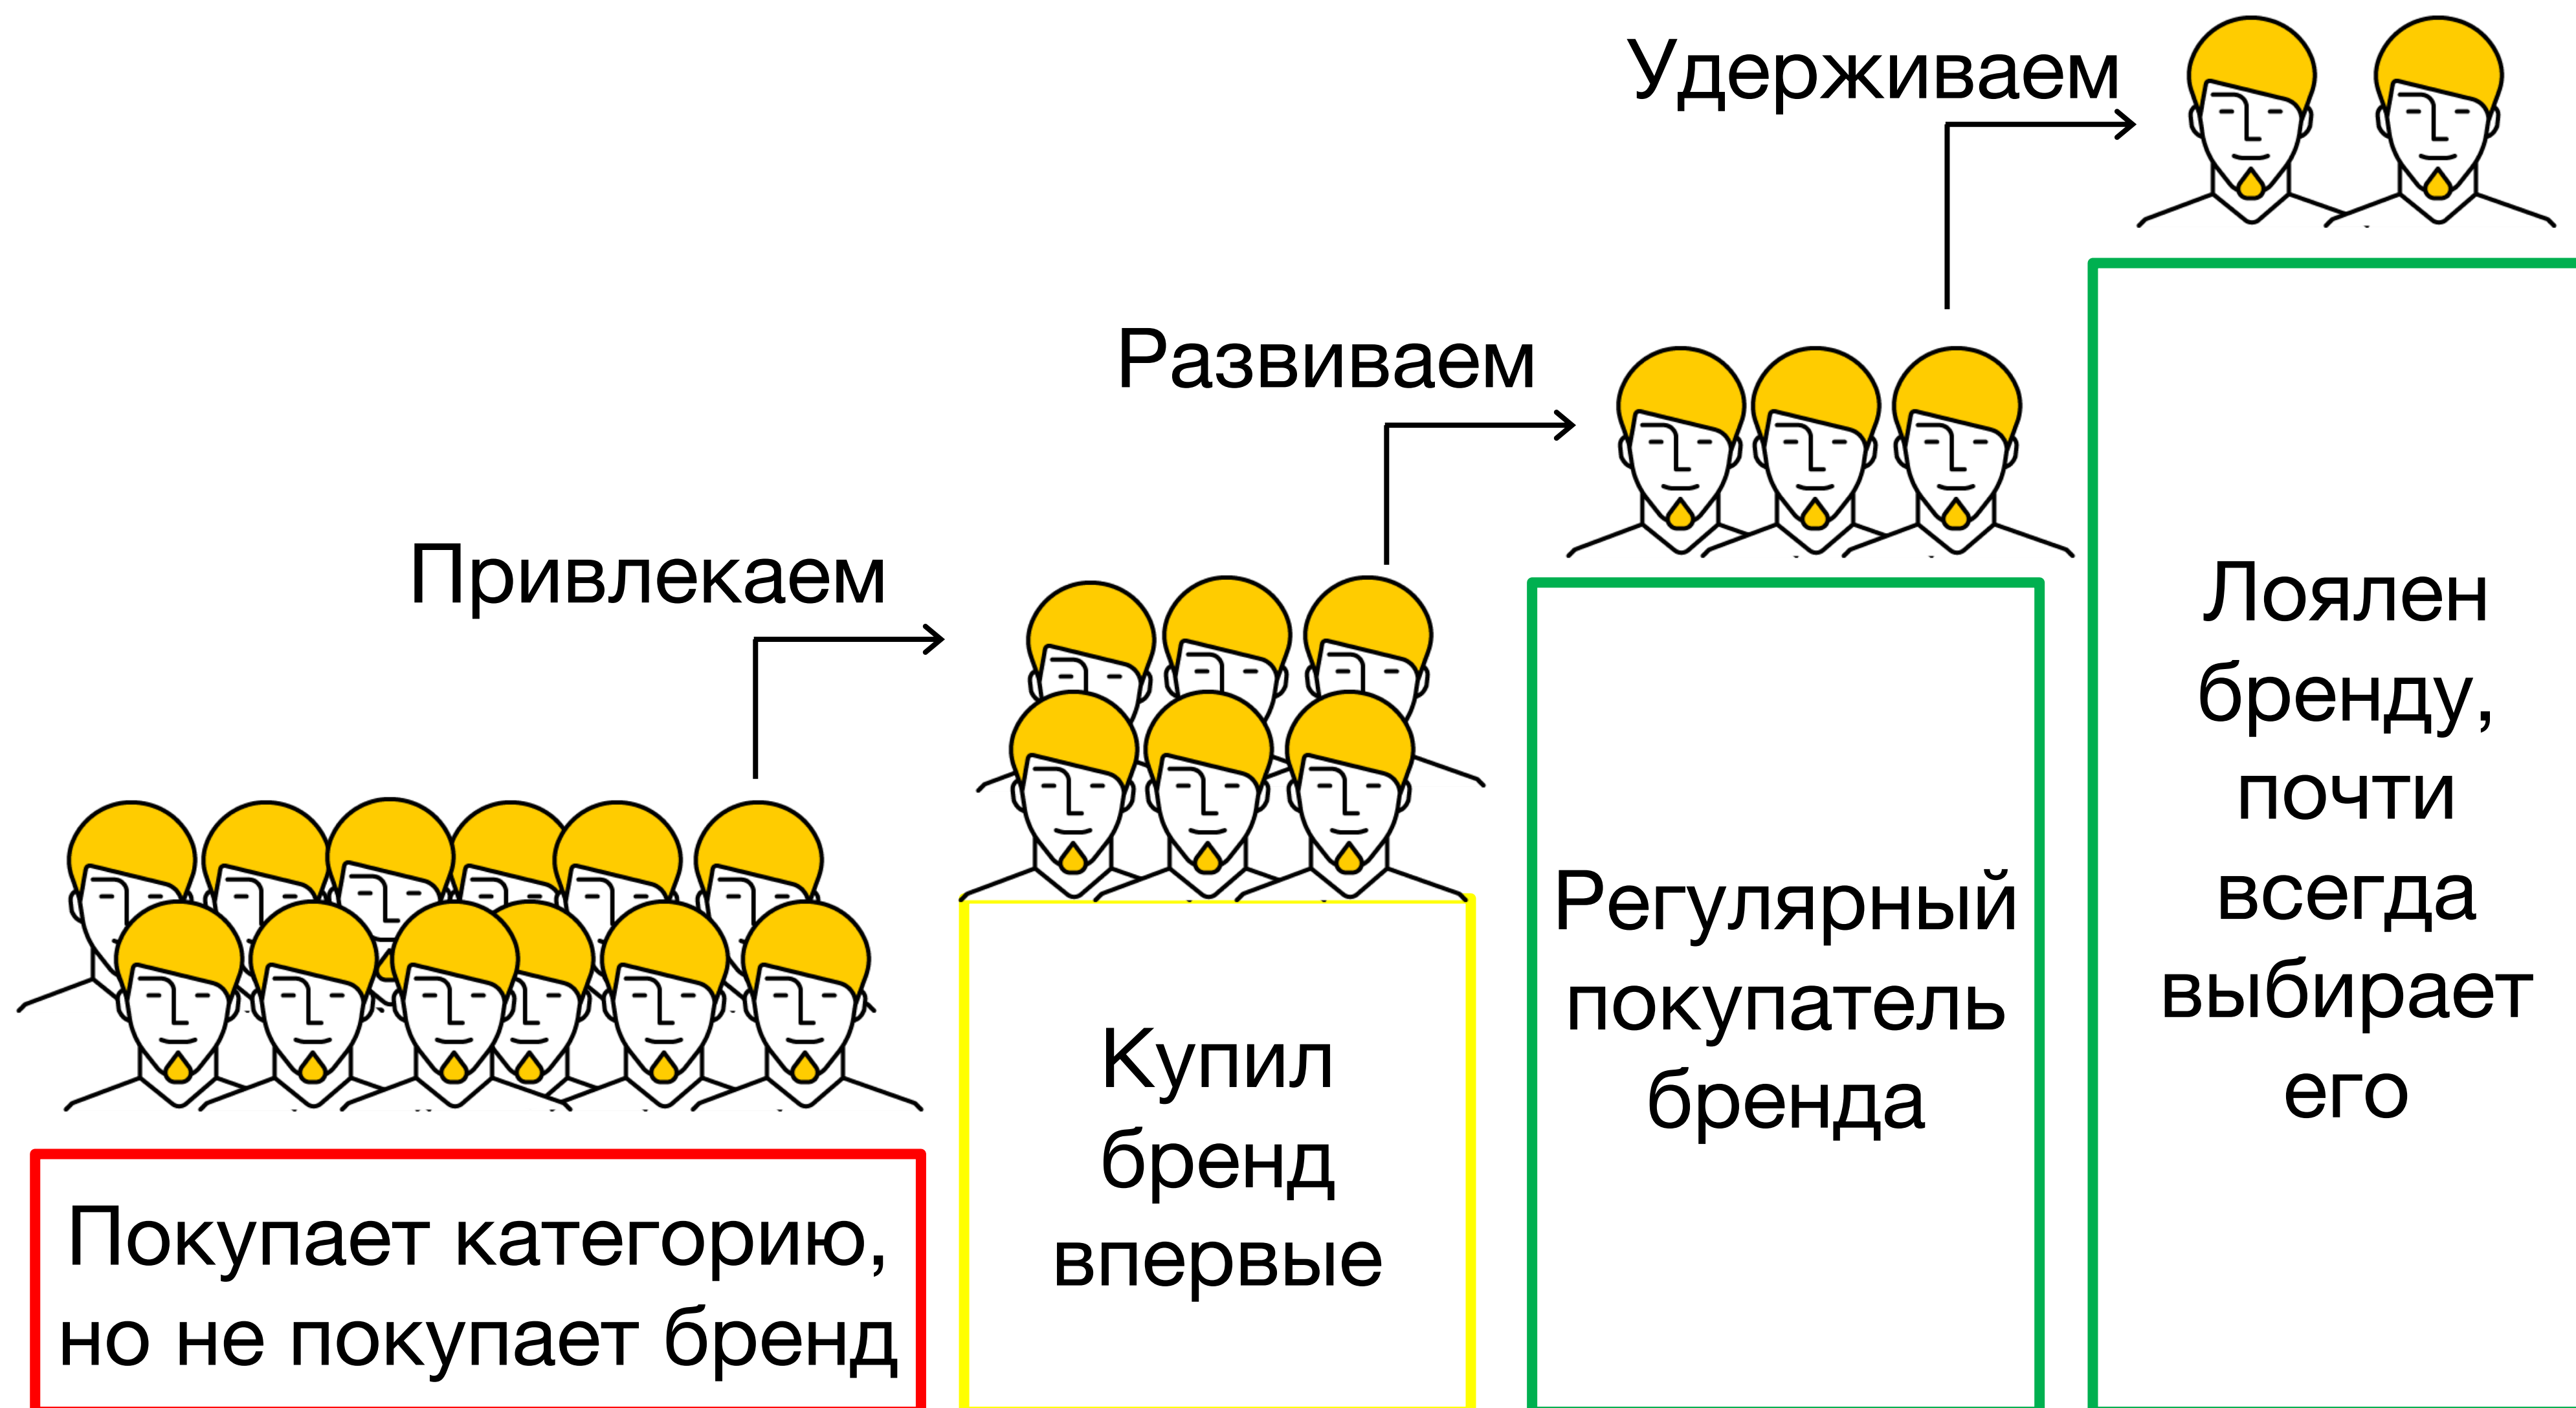 Удерживаем
Развиваем
Привлекаем
Покупает категорию,
но не покупает бренд
Купил
бренд
впервые
Регулярный
покупатель
бренда
Лоялен
бренду,
почти
всегда
выбирает
его